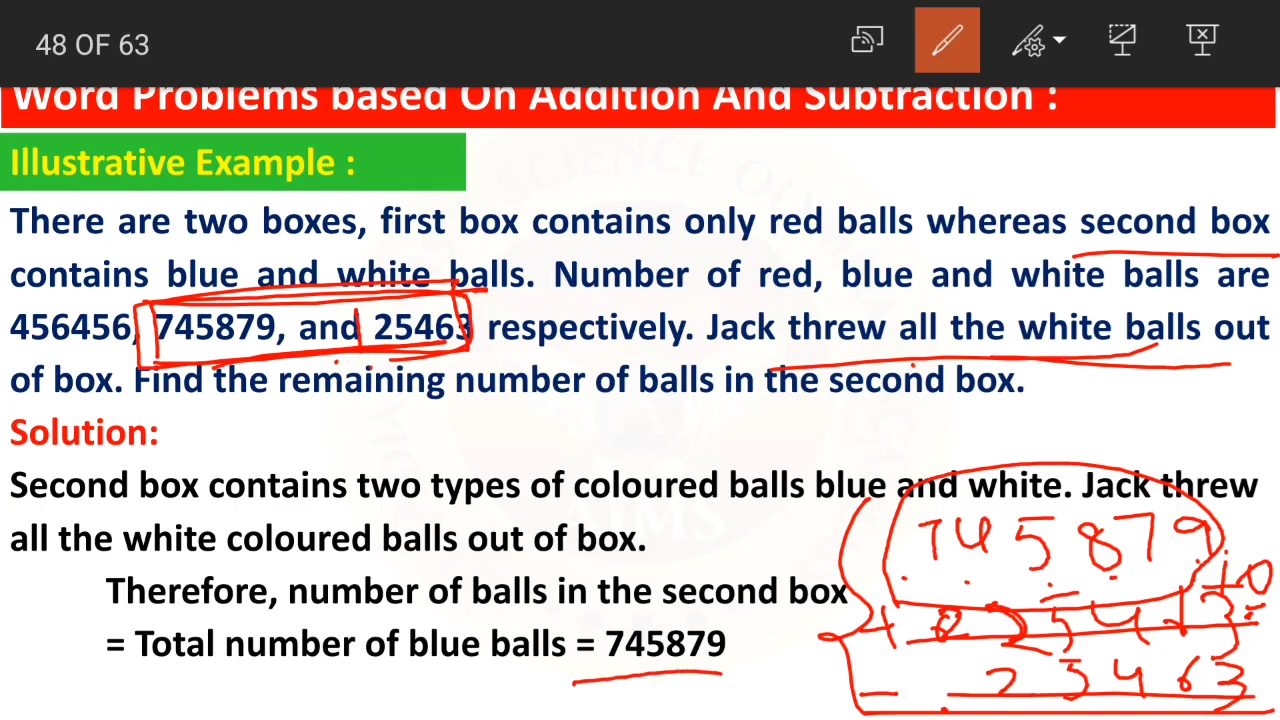 48 OF 63
Word Problems based On Addition And Subtraction :
Illustrative Example :
There are two boxes, first box contains only red balls whereas second box
contains blue and white balls. Number of red, blue and white balls are
456456, 745879, and 25463 respectively. Jack threw all the white balls out
of box. Find the remaining number of balls in the second box.
Solution:
Second box contains two types of coloured balls blue and white. Jack threw
all the white coloured balls out of box.
745879
Therefore, number of balls in the second box
+0
= Total number of blue balls = 745879
25463